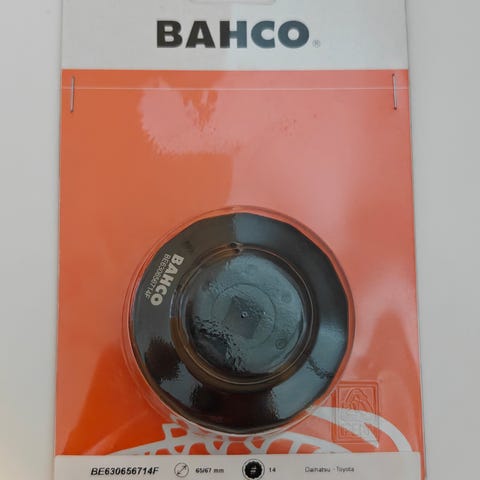 BAHCO®
BAHCO
BE630656714F
BE630656714F 65/67 mm # 14 Daihatsu - Toyota